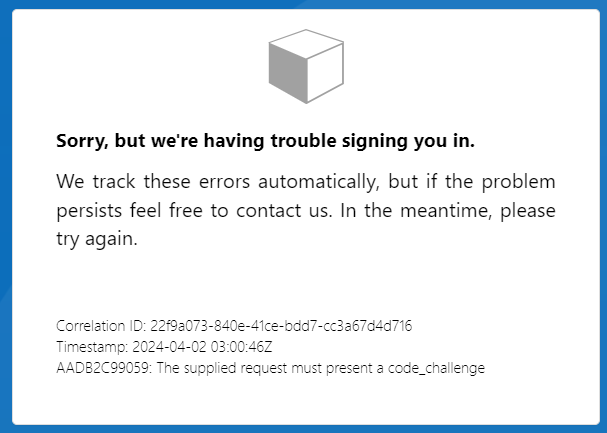 Sorry, but we're having trouble signing you in.
We track these errors automatically, but if the problem
persists feel free to contact us. In the meantime, please
try again.
Correlation ID: 22f9a073-840e-41ce-bdd7-cc3a67d4d716
Timestamp: 2024-04-02 03:00:46Z
AADB2C99059: The supplied request must present a code_challenge